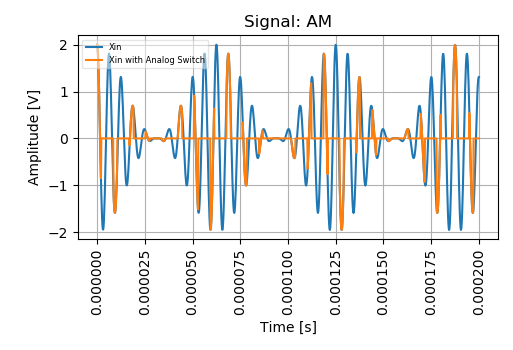 Signal: AM
Xin
Xin with Analog Switch
Amplitude [V]
2
1
0
−1
−2
0.000000
0.000025
0.000050
0.000075
0.000100
0.000125
0.000150
0.000175
0.000200
Time [s]